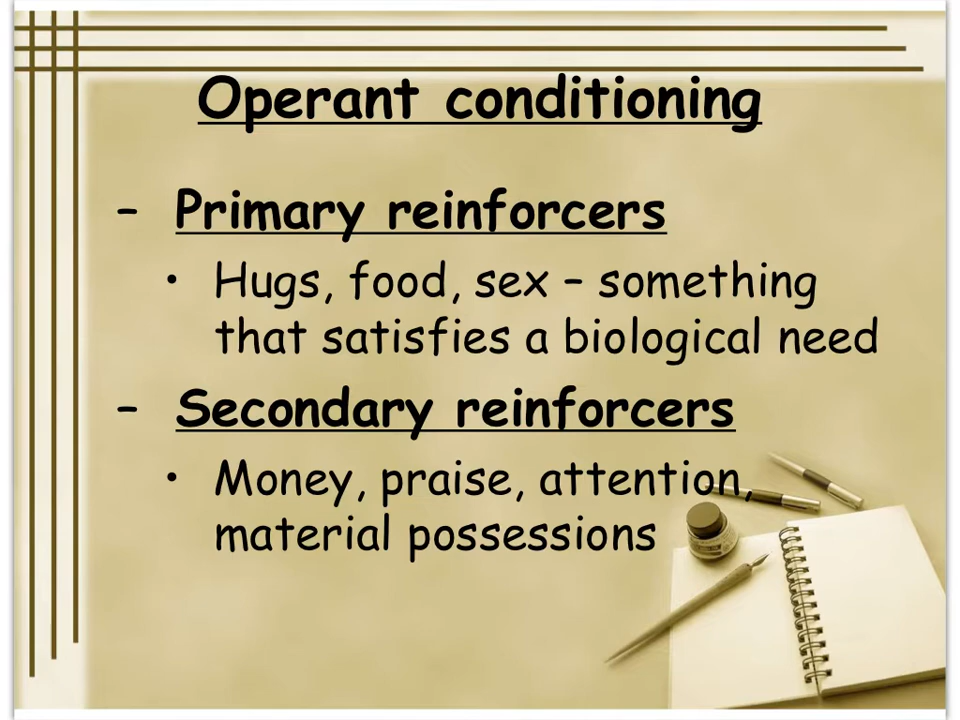 Operant conditioning
– Primary reinforcers
• Hugs, food, sex – something
that satisfies a biological need
– Secondary reinforcers
• Money, praise, attention,
material possessions